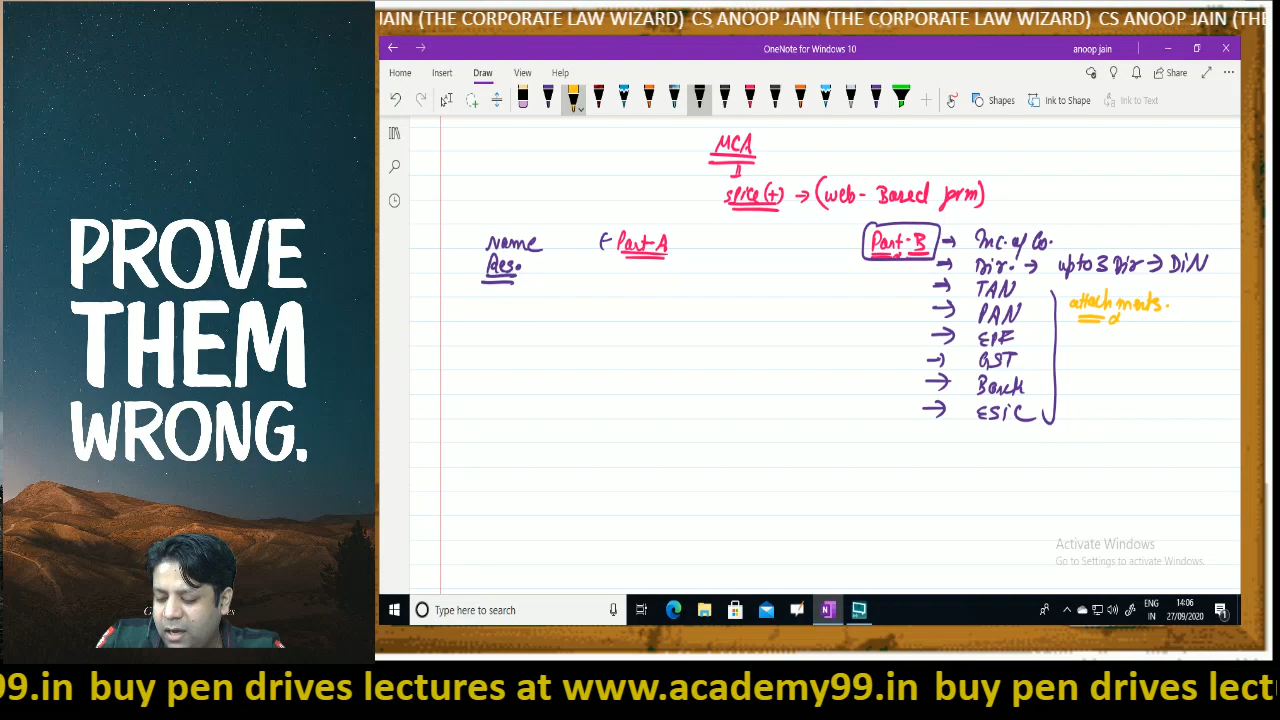 JAIN (THE CORPORATE LAW WIZARD) CS ANOOP JAIN (THE CORPORATE LAW WIZARD) CS ANOOP JAIN (THE
OneNote for Windows 10
anoop jain
Home Insert Draw View Help
Share
Shapes
Ink to Shape
Ink to Text
MCA
spice(+) → (web-Based form)
Name ← Part-A
Res.
Part-B → Inc. of Co.
→ Dir. → upto 3 Dir → DIN
→ TAN
→ PAN
→ EPF
→ GST
→ Bank
→ ESIC
attachments.
PROVE
THEM
WRONG.
Activate Windows
Go to Settings to activate Windows.
Type here to search
ENG
IN
14:06
27/09/2020
1
99.in buy pen drives lectures at www.academy99.in buy pen drives lect